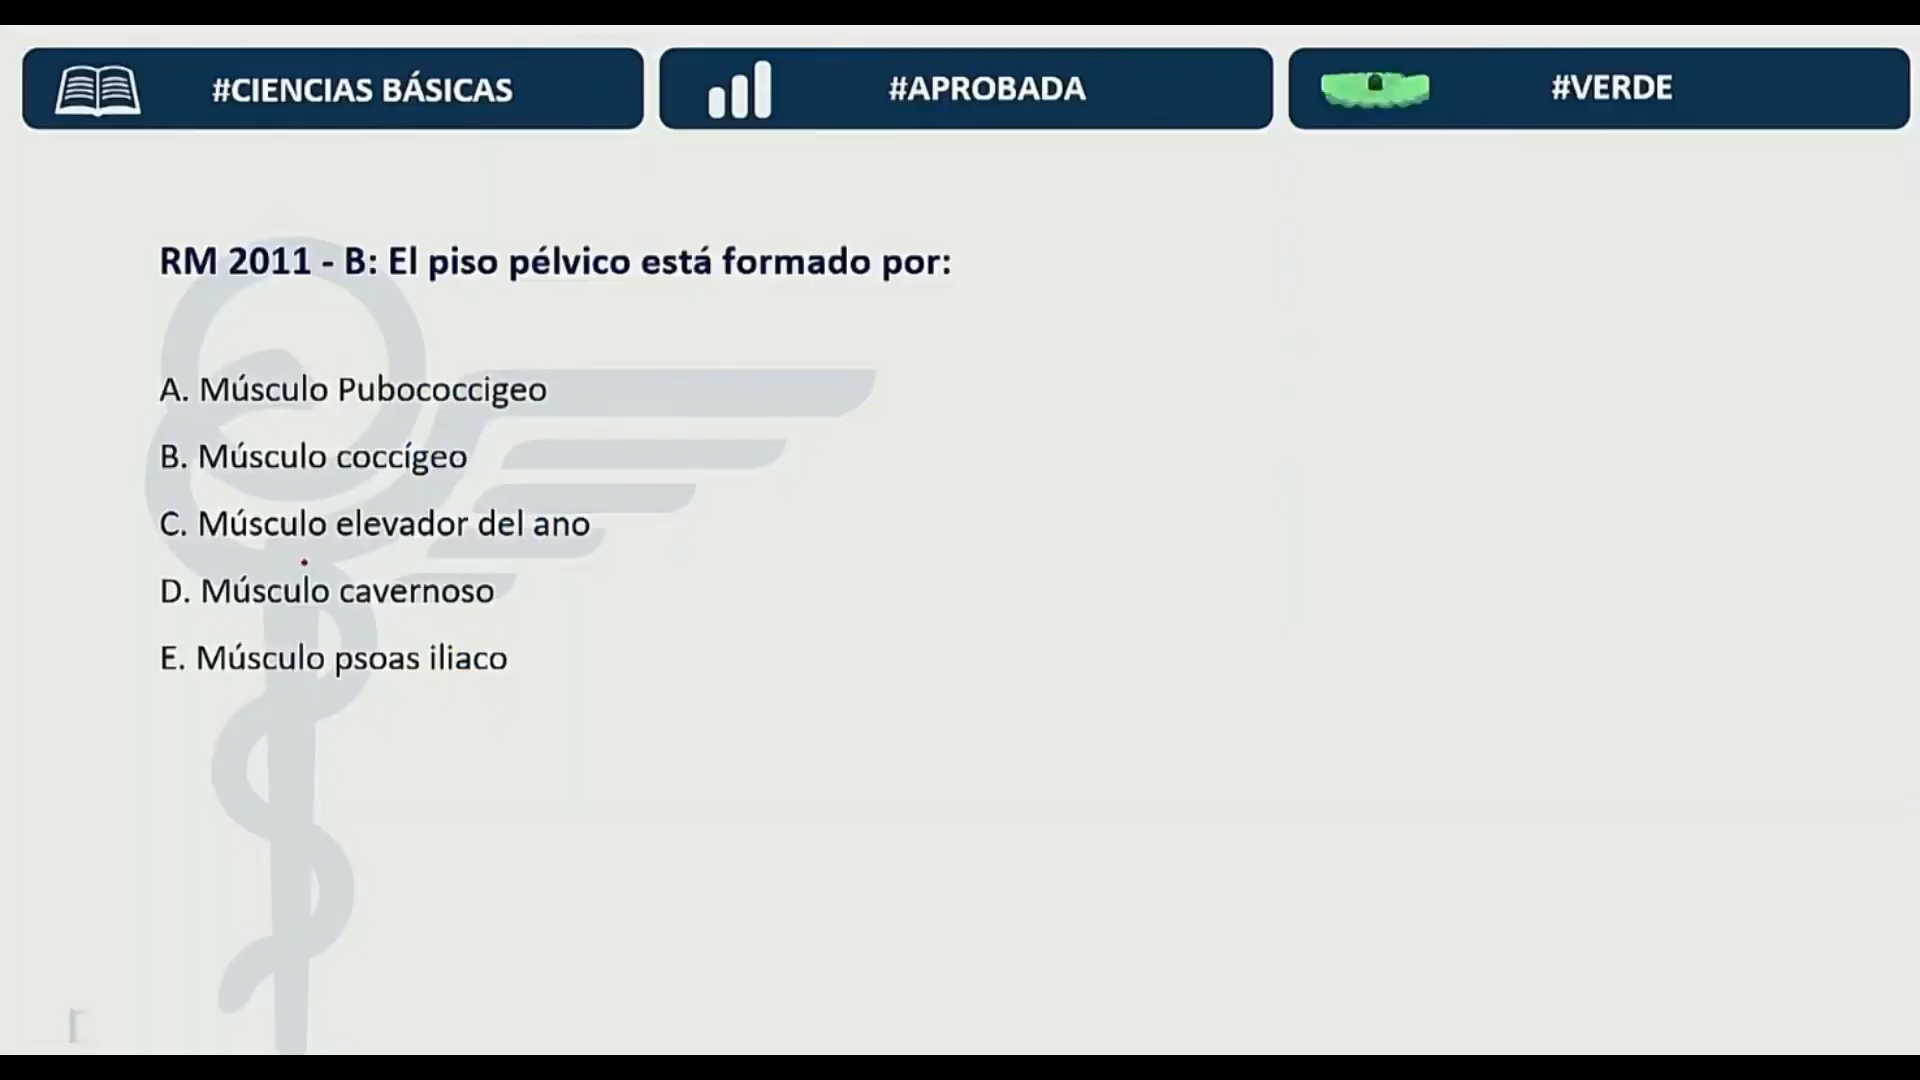 #CIENCIAS BÁSICAS
#APROBADA
#VERDE
RM 2011 - B: El piso pélvico está formado por:
A. Músculo Pubococcigeo
B. Músculo coccígeo
C. Músculo elevador del ano
D. Músculo cavernoso
E. Músculo psoas iliaco